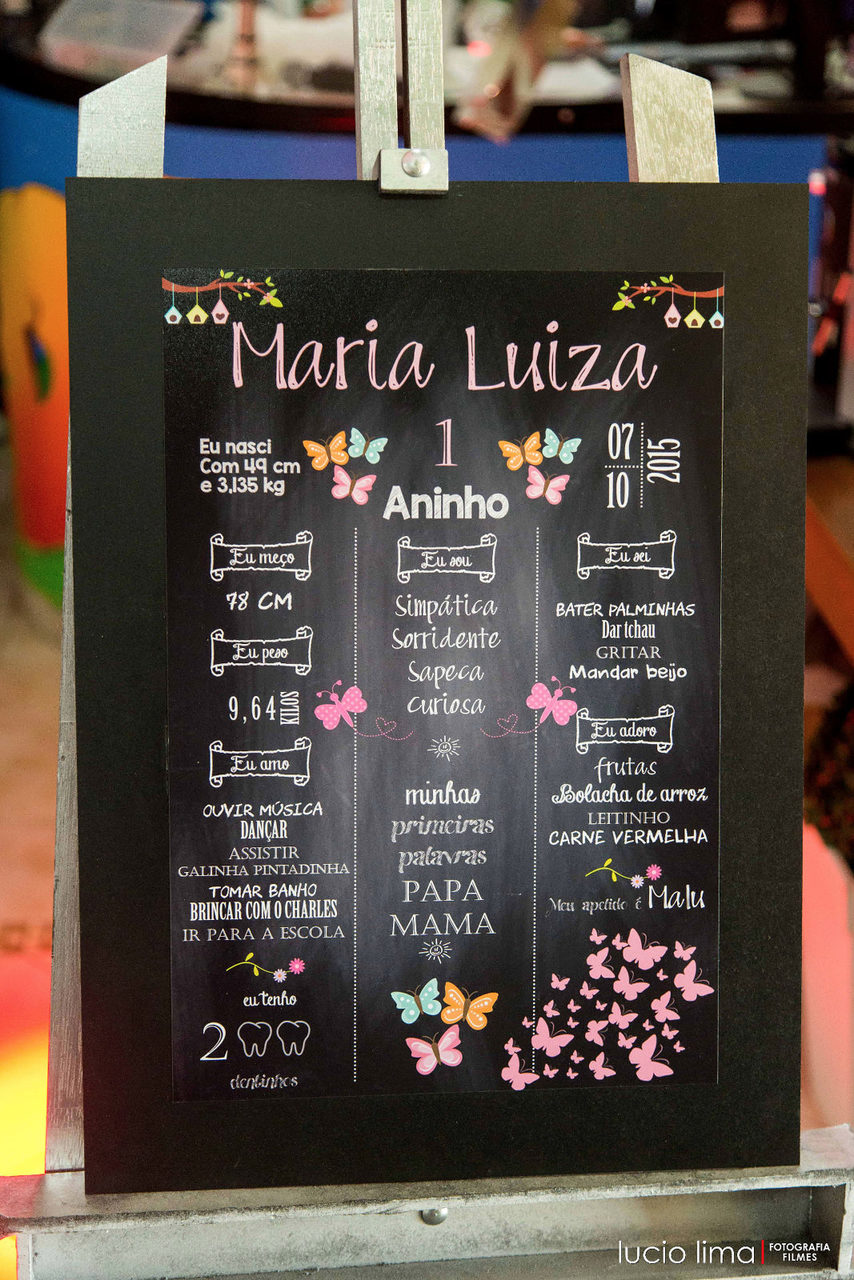 Maria Luiza
Eu nasci
Com 49 cm
e 3,135 kg
1
Aninho
07
10
2015
Eu meço
78 CM
Eu peso
9,64 KILOS
Eu amo
OUVIR MÚSICA
DANÇAR
ASSISTIR
GALINHA PINTADINHA
TOMAR BANHO
BRINCAR COM O CHARLES
IR PARA A ESCOLA
eu tenho
2
dentinhos
Eu sou
Simpática
Sorridente
Sapeca
Curiosa
minhas
primeiras
palavras
PAPA
MAMA
Eu sei
BATER PALMINHAS
Dar tchau
GRITAR
Mandar beijo
Eu adoro
frutas
Bolacha de arroz
LEITINHO
CARNE VERMELHA
Meu apelido é Malu
lucio lima | FOTOGRAFIA
FILMES